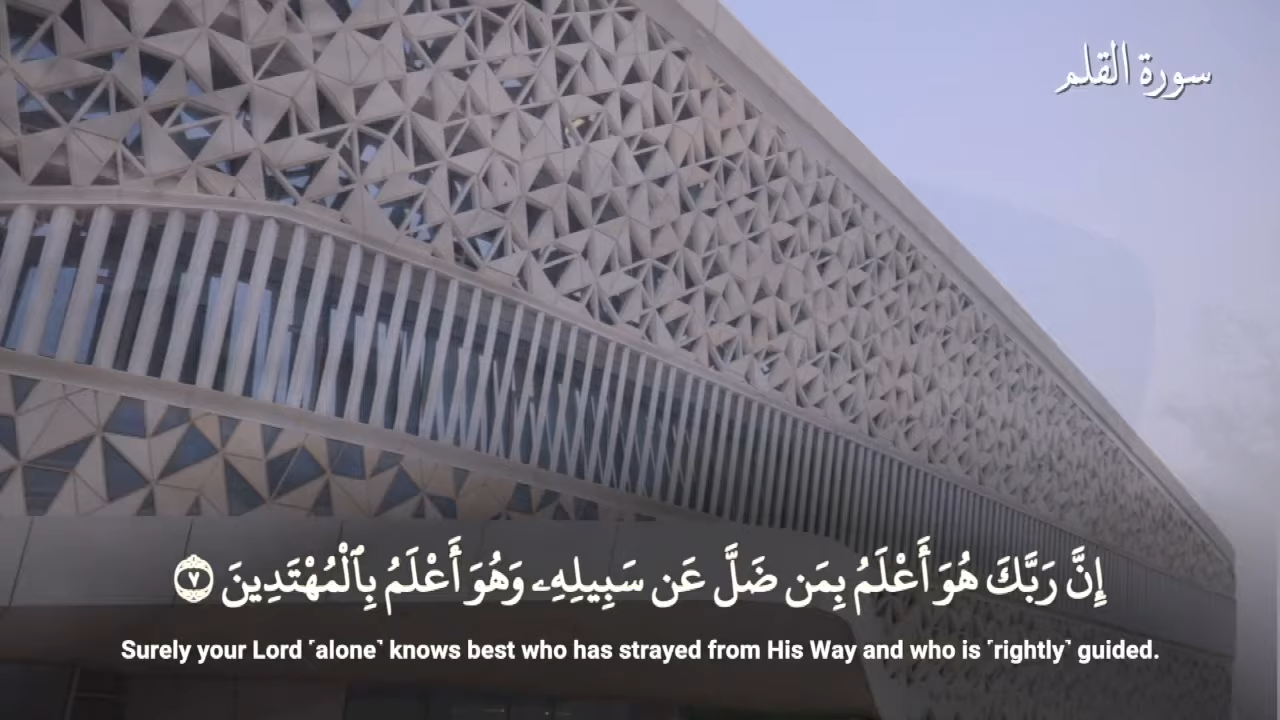 سورة القلم
إِنَّ رَبَّكَ هُوَ أَعْلَمُ بِمَن ضَلَّ عَن سَبِيلِهِۦ وَهُوَ أَعْلَمُ بِٱلْمُهْتَدِينَ ٧
Surely your Lord ˹alone˺ knows best who has strayed from His Way and who is ˹rightly˺ guided.